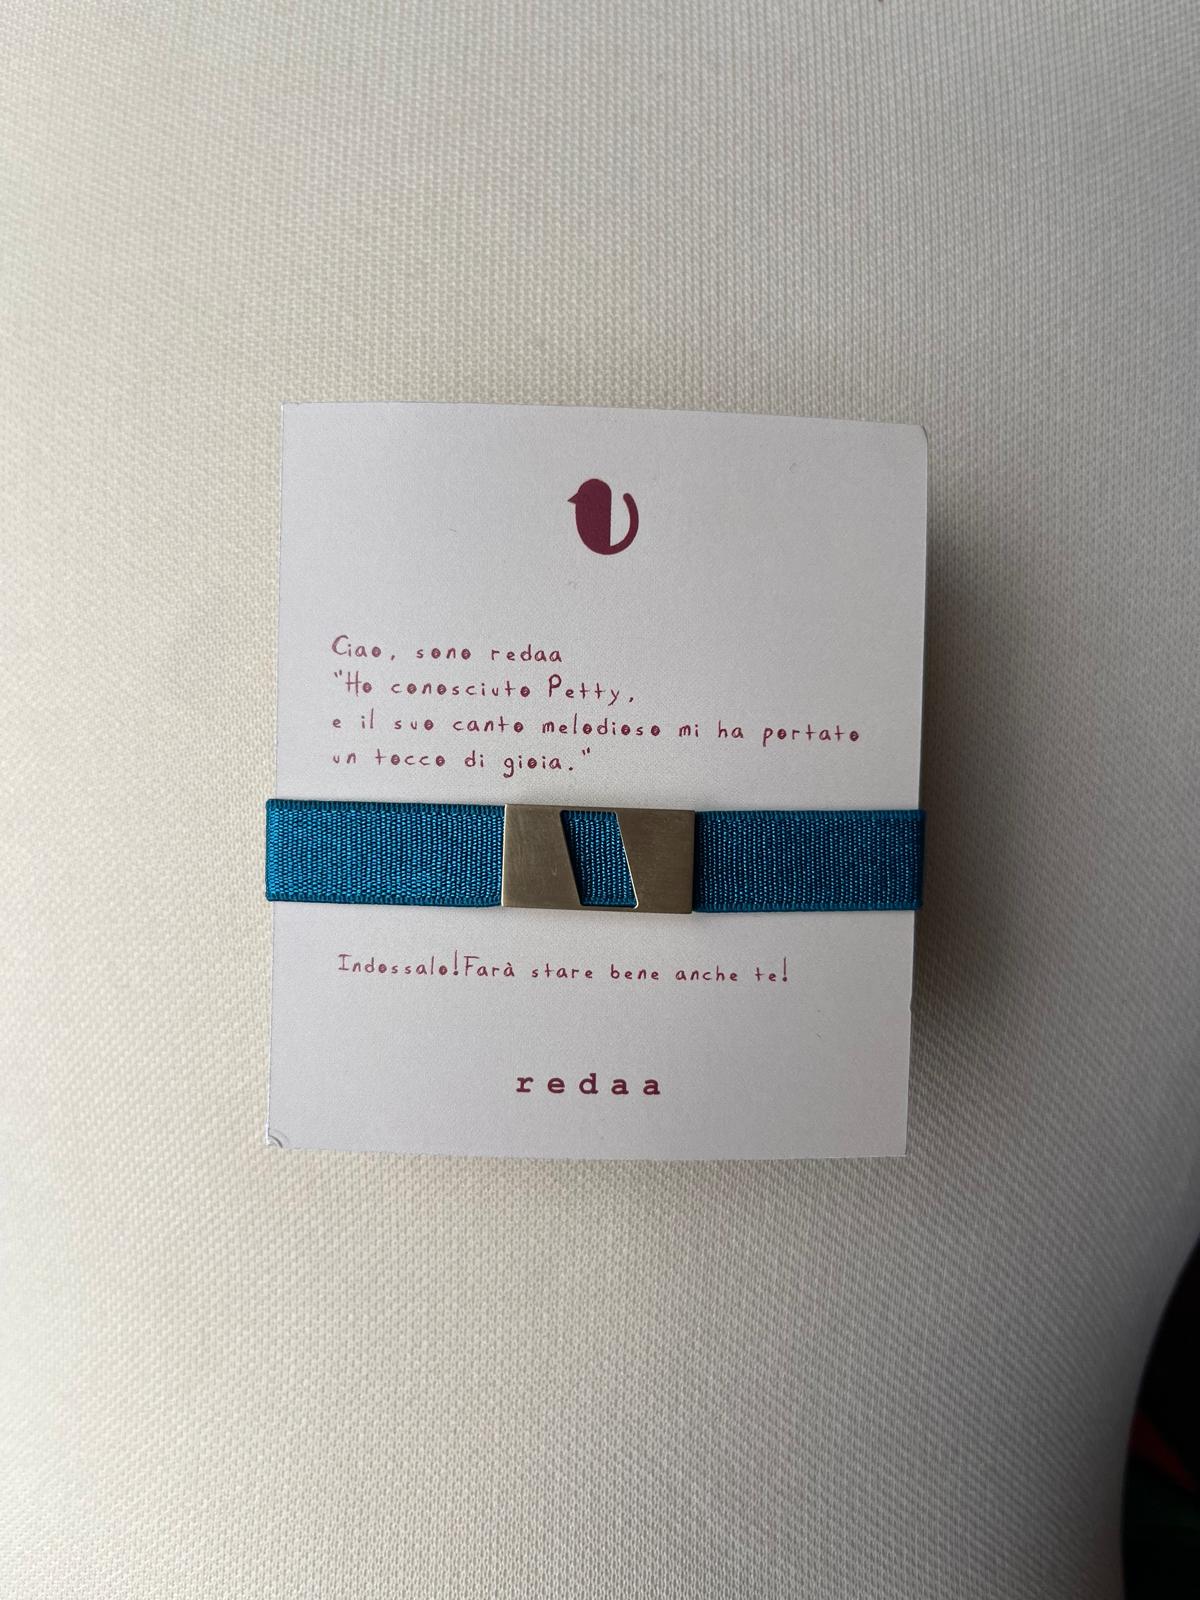 Ciao, sono redaa
"Ho conosciuto Petty,
e il suo canto melodioso mi ha portato
un tocco di gioia."
Indossalo!Farà stare bene anche te!
redaa